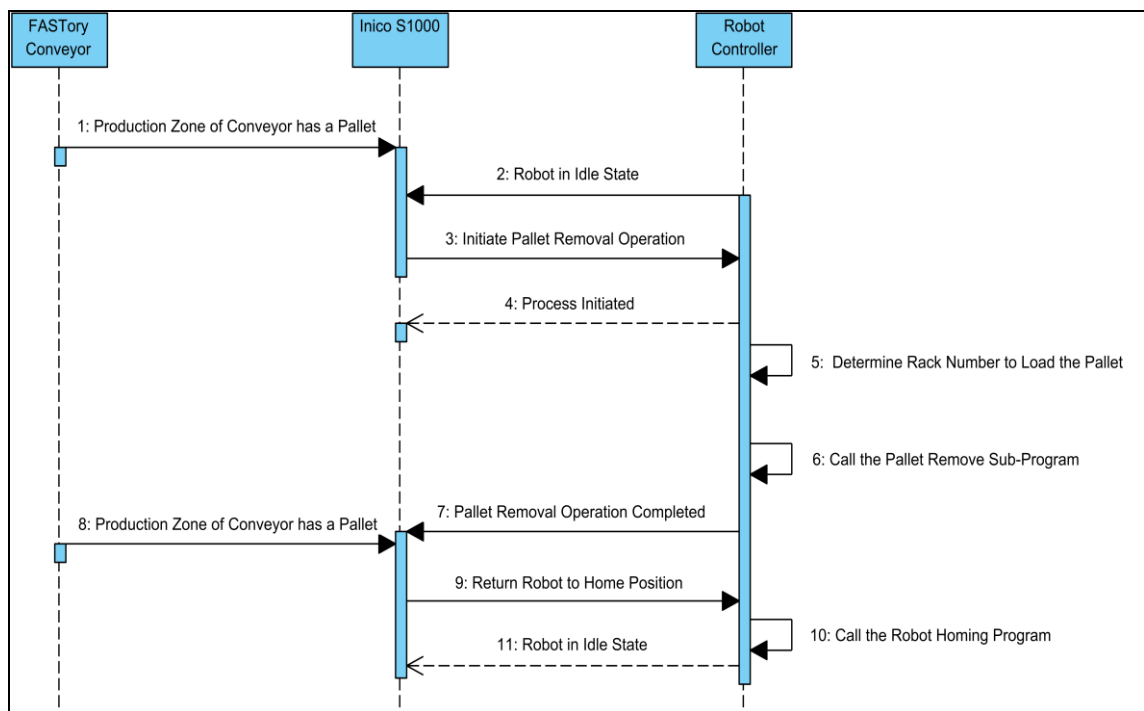 FASTory
Conveyor
Inico S1000
Robot
Controller
1: Production Zone of Conveyor has a Pallet
2: Robot in Idle State
3: Initiate Pallet Removal Operation
4: Process Initiated
5: Determine Rack Number to Load the Pallet
6: Call the Pallet Remove Sub-Program
7: Pallet Removal Operation Completed
8: Production Zone of Conveyor has a Pallet
9: Return Robot to Home Position
10: Call the Robot Homing Program
11: Robot in Idle State